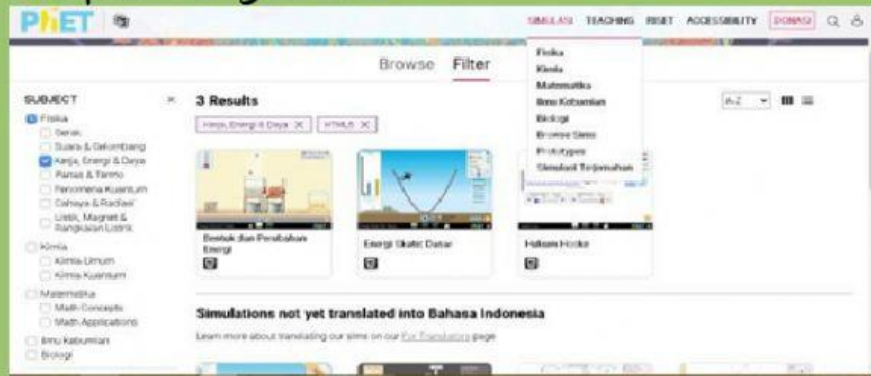 PhET
SIMULASI TEACHING RISET ACCESSIBILITY DONASI
Fisika
Kimia
Matematika
Ilmu Kebumian
Biologi
Browse Sims
Prototypes
Simulasi Terjemahan
Browse Filter
SUBJECT
Fisika
Gerak
Suara & Gelombang
Kerja, Energi & Daya
Panas & Termo
Fenomena Kuantum
Cahaya & Radiasi
Listrik, Magnet &
Rangkaian Listrik
Kimia
Kimia Umum
Kimia Kuantum
Matematika
Math Concepts
Math Applications
Ilmu Kebumian
Biologi
3 Results
A-Z
Kerja, Energi & Daya X HTML5 X
Bentuk dan Perubahan
Energi
Energi Skate Dasar
Hukum Hooke
Simulations not yet translated into Bahasa Indonesia
Learn more about translating our sims on our For Translators page